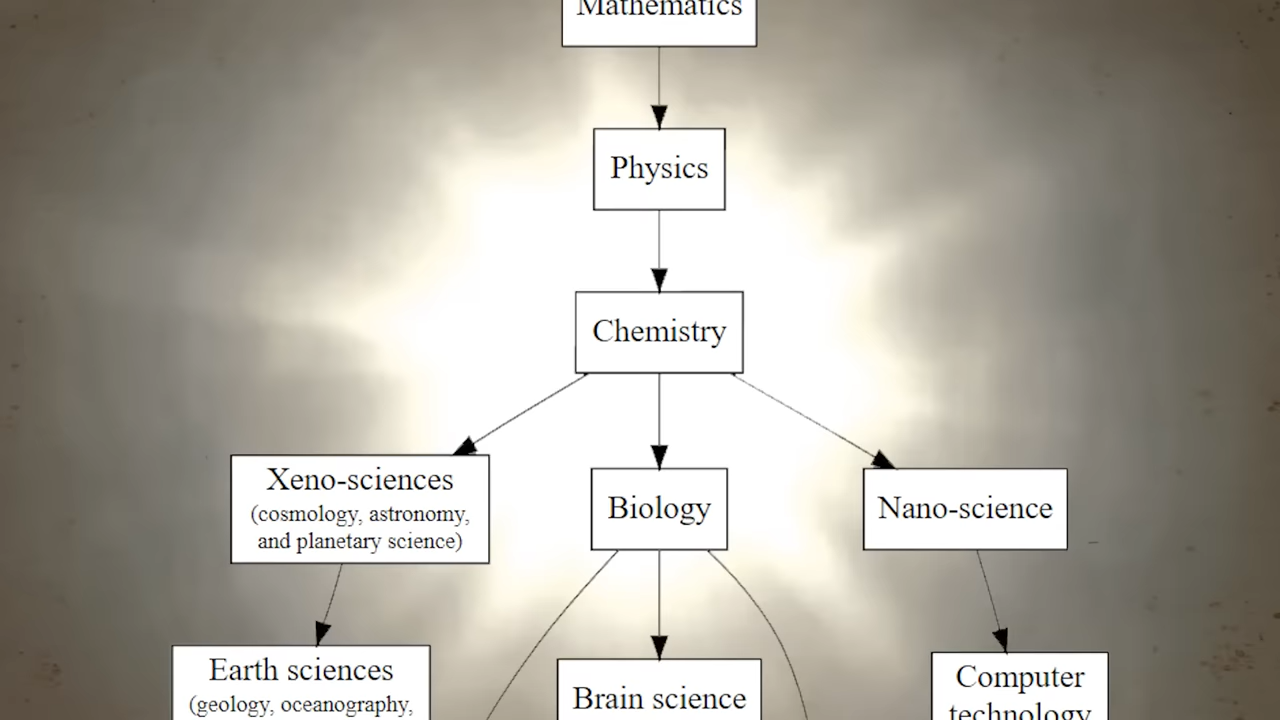 Mathematics
Physics
Chemistry
Xeno-sciences
(cosmology, astronomy,
and planetary science)
Biology
Nano-science
Earth sciences
(geology, oceanography,
Brain science
Computer
technology